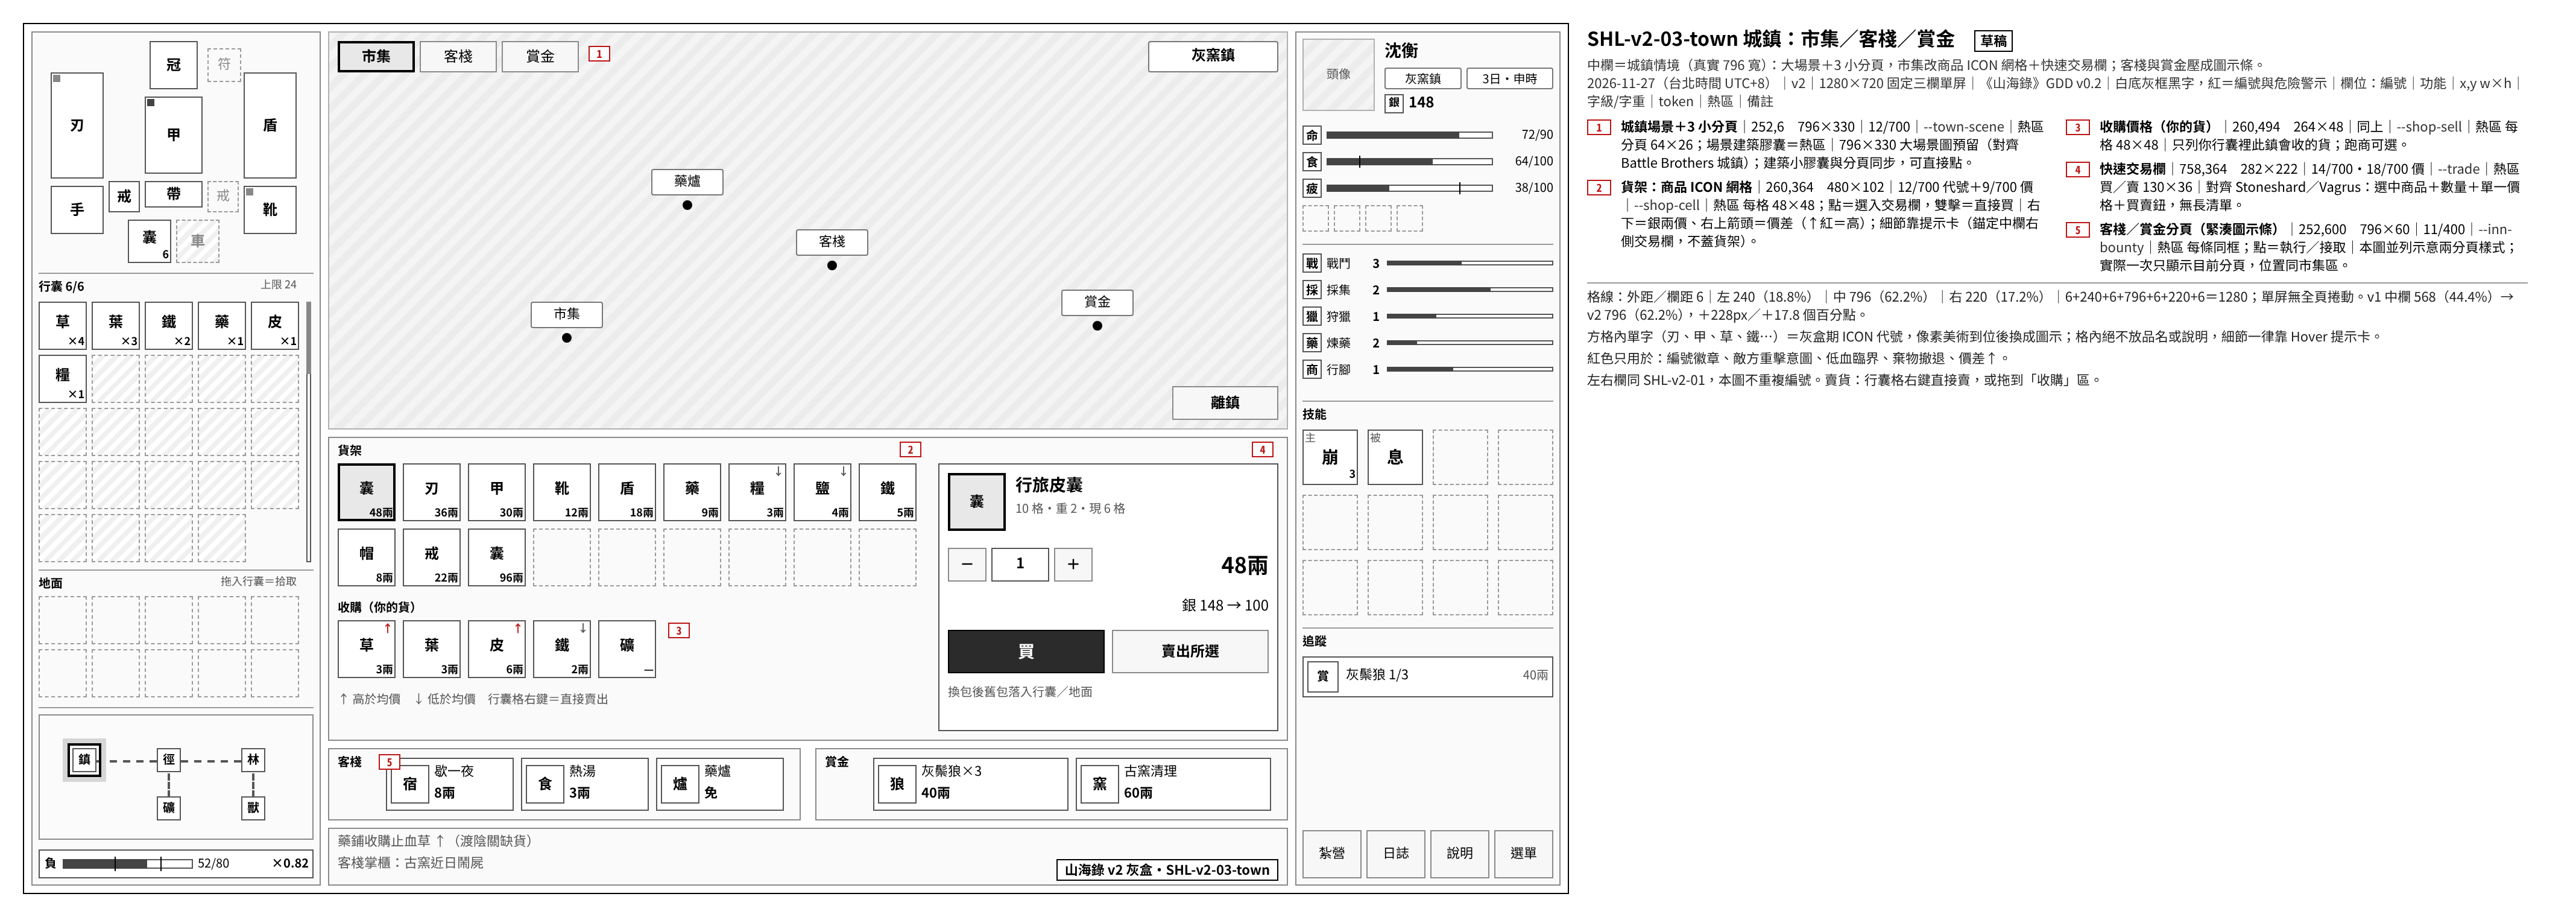 冠
符
刃
甲
盾
手
戒
帶
戒
靴
囊
6
車
行囊 6/6
上限 24
草
×4
葉
×3
鐵
×2
藥
×1
皮
×1
糧
×1
地面
拖入行囊＝拾取
鎮
徑
林
礦
獸
負
52/80
×0.82
市集
客棧
賞金
1
灰窯鎮
藥爐
客棧
市集
賞金
離鎮
貨架
2
囊
48兩
刃
36兩
甲
30兩
靴
12兩
盾
18兩
藥
9兩
糧
↓
3兩
鹽
↓
4兩
鐵
5兩
帽
8兩
戒
22兩
囊
96兩
收購（你的貨）
草
↑
3兩
葉
3兩
皮
↑
6兩
鐵
↓
2兩
礦
—
3
↑ 高於均價　↓ 低於均價　行囊格右鍵＝直接賣出
4
囊
行旅皮囊
10 格・重 2・現 6 格
−
1
+
48兩
銀 148 → 100
買
賣出所選
換包後舊包落入行囊／地面
客棧
5
宿
歇一夜
8兩
食
熱湯
3兩
爐
藥爐
免
賞金
狼
灰鬃狼×3
40兩
窯
古窯清理
60兩
藥鋪收購止血草 ↑（渡陰關缺貨）
客棧掌櫃：古窯近日鬧屍
山海錄 v2 灰盒・SHL-v2-03-town
頭像
沈衡
灰窯鎮
3日・申時
銀 148
命
72/90
食
64/100
疲
38/100
戰 戰鬥 3
採 採集 2
獵 狩獵 1
藥 煉藥 2
商 行腳 1
技能
主
崩
3
被
息
追蹤
賞
灰鬃狼 1/3
40兩
紮營
日誌
說明
選單
SHL-v2-03-town 城鎮：市集／客棧／賞金
草稿
中欄＝城鎮情境（真實 796 寬）：大場景＋3 小分頁，市集改商品 ICON 網格＋快速交易欄；客棧與賞金壓成圖示條。
2026-11-27（台北時間 UTC+8）｜v2｜1280×720 固定三欄單屏｜《山海錄》GDD v0.2｜白底灰框黑字，紅＝編號與危險警示｜欄位：編號｜功能｜x,y w×h｜
字級/字重｜token｜熱區｜備註
1
城鎮場景＋3 小分頁｜252,6　796×330｜12/700｜--town-scene｜熱區
分頁 64×26；場景建築膠囊＝熱區｜796×330 大場景圖預留（對齊
Battle Brothers 城鎮）；建築小膠囊與分頁同步，可直接點。
2
貨架：商品 ICON 網格｜260,364　480×102｜12/700 代號＋9/700 價
｜--shop-cell｜熱區 每格 48×48；點＝選入交易欄，雙擊＝直接買｜右
下＝銀兩價、右上箭頭＝價差（↑紅＝高）；細節靠提示卡（錨定中欄右
側交易欄，不蓋貨架）。
3
收購價格（你的貨）｜260,494　264×48｜同上｜--shop-sell｜熱區 每
格 48×48｜只列你行囊裡此鎮會收的貨；跑商可選。
4
快速交易欄｜758,364　282×222｜14/700・18/700 價｜--trade｜熱區
買／賣 130×36｜對齊 Stoneshard／Vagrus：選中商品＋數量＋單一價
格＋買賣鈕，無長清單。
5
客棧／賞金分頁（緊湊圖示條）｜252,600　796×60｜11/400｜--inn-
bounty｜熱區 每條同框；點＝執行／接取｜本圖並列示意兩分頁樣式；
實際一次只顯示目前分頁，位置同市集區。
格線：外距／欄距 6｜左 240（18.8%）｜中 796（62.2%）｜右 220（17.2%）｜6+240+6+796+6+220+6＝1280；單屏無全頁捲動。v1 中欄 568（44.4%）→
v2 796（62.2%），+228px／＋17.8 個百分點。
方格內單字（刃、甲、草、鐵⋯）＝灰盒期 ICON 代號，像素美術到位後換成圖示；格內絕不放品名或說明，細節一律靠 Hover 提示卡。
紅色只用於：編號徽章、敵方重擊意圖、低血臨界、棄物撤退、價差↑。
左右欄同 SHL-v2-01，本圖不重複編號。賣貨：行囊格右鍵直接賣，或拖到「收購」區。